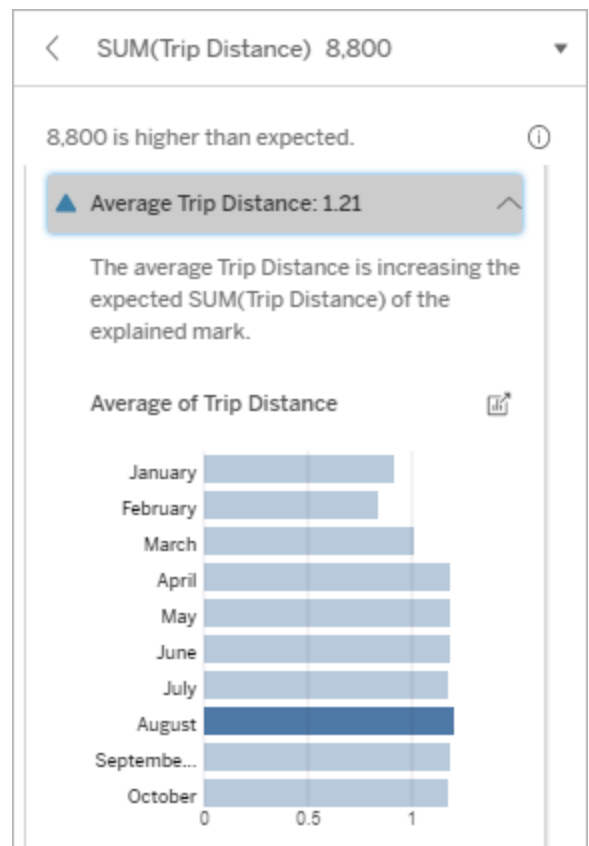 SUM(Trip Distance) 8,800
8,800 is higher than expected.
Average Trip Distance: 1.21
The average Trip Distance is increasing the
expected SUM(Trip Distance) of the
explained mark.
Average of Trip Distance
January
February
March
April
May
June
July
August
Septembe...
October
0 0.5 1